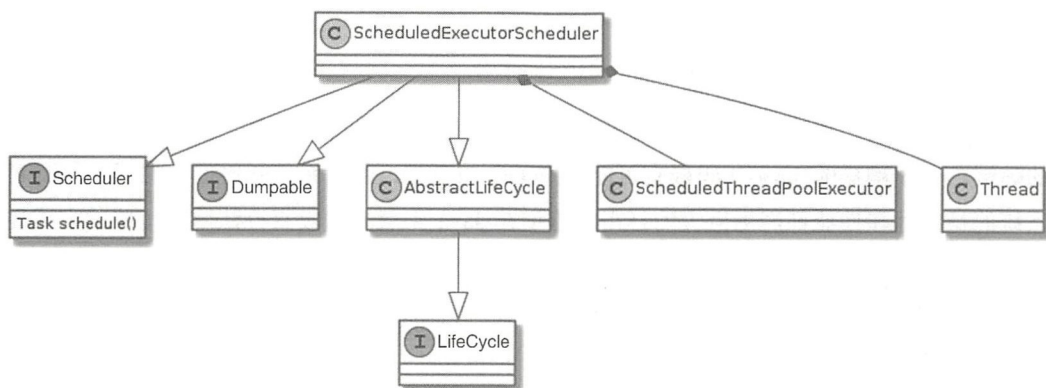 C ScheduledExecutorScheduler
I Scheduler
Task schedule()
I Dumpable
C AbstractLifeCycle
C ScheduledThreadPoolExecutor
C Thread
I LifeCycle